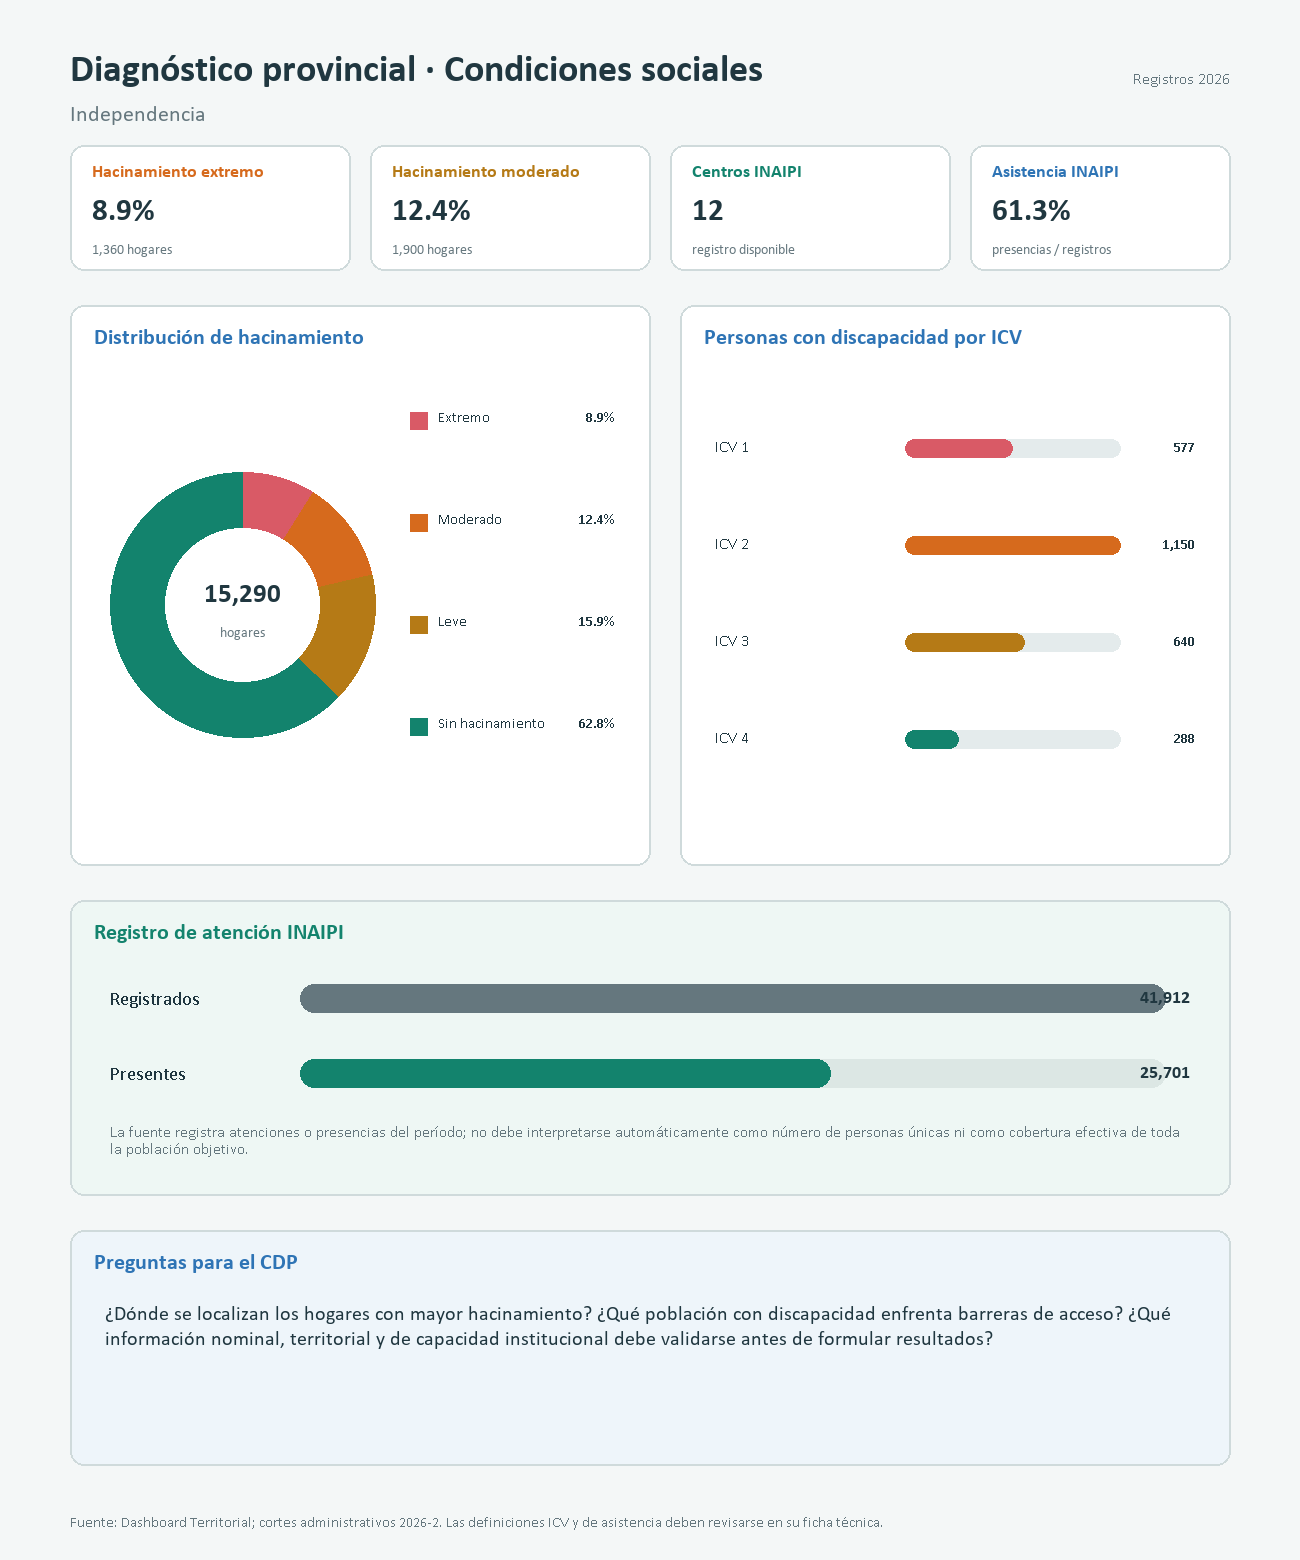 Diagnóstico provincial · Condiciones sociales
Registros 2026
Independencia
Hacinamiento extremo
8.9%
1,360 hogares
Hacinamiento moderado
12.4%
1,900 hogares
Centros INAIPI
12
registro disponible
Asistencia INAIPI
61.3%
presencias / registros
Distribución de hacinamiento
Extremo 8.9%
Moderado 12.4%
Leve 15.9%
Sin hacinamiento 62.8%
15,290
hogares
Personas con discapacidad por ICV
ICV 1 577
ICV 2 1,150
ICV 3 640
ICV 4 288
Registro de atención INAIPI
Registrados 41,912
Presentes 25,701
La fuente registra atenciones o presencias del período; no debe interpretarse automáticamente como número de personas únicas ni como cobertura efectiva de toda
la población objetivo.
Preguntas para el CDP
¿Dónde se localizan los hogares con mayor hacinamiento? ¿Qué población con discapacidad enfrenta barreras de acceso? ¿Qué
información nominal, territorial y de capacidad institucional debe validarse antes de formular resultados?
Fuente: Dashboard Territorial; cortes administrativos 2026-2. Las definiciones ICV y de asistencia deben revisarse en su ficha técnica.